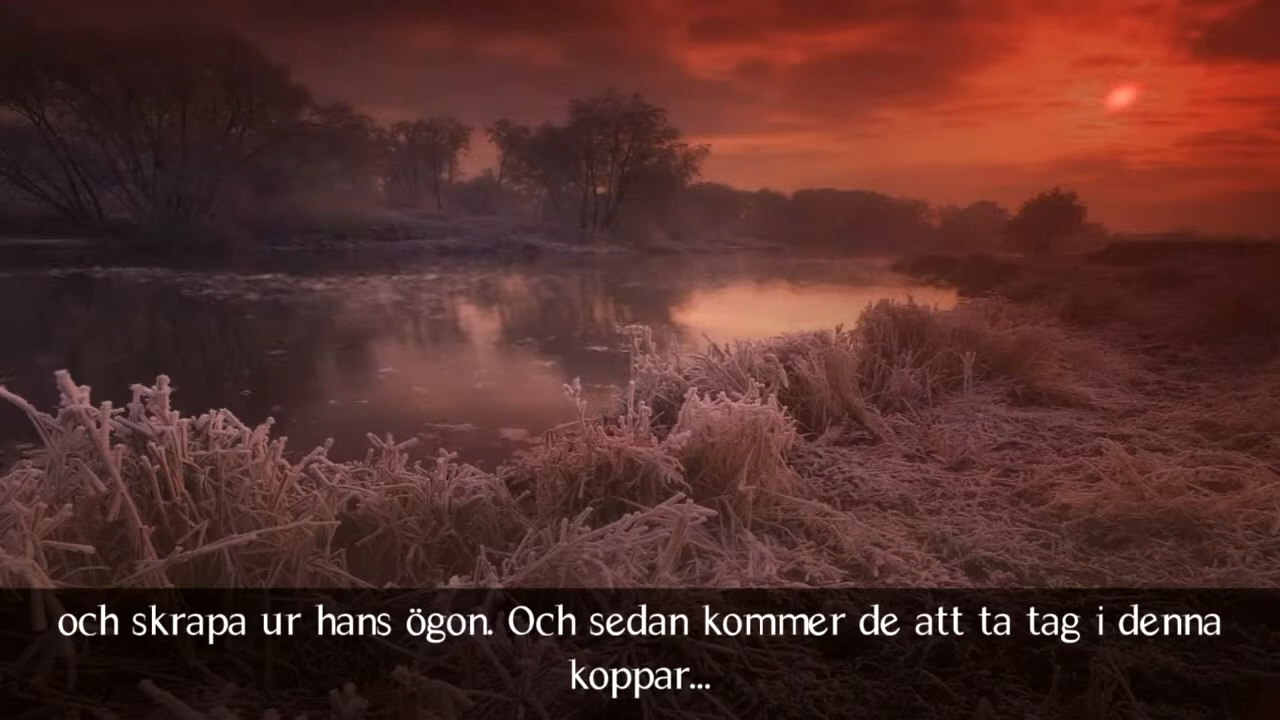 och skrapa ur hans ögon. Och sedan kommer de att ta tag i denna
koppar...